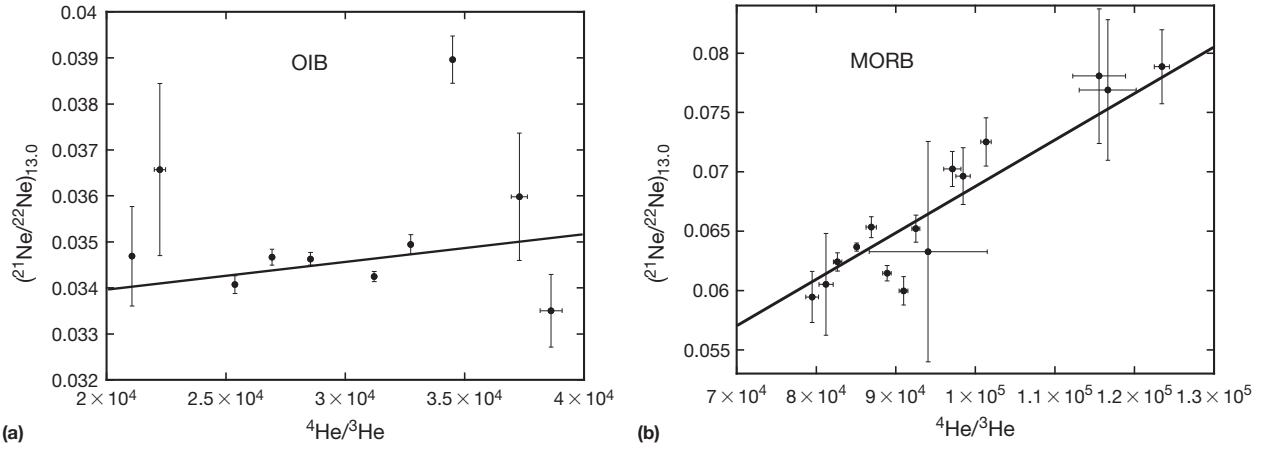 0.04
0.039
0.038
0.037
0.036
0.035
0.034
0.033
0.032
(²¹Ne/²²Ne)₁₃.₀
OIB
2 × 10⁴
2.5 × 10⁴
3 × 10⁴
3.5 × 10⁴
4 × 10⁴
⁴He/³He
(a)
0.08
0.075
0.07
0.065
0.06
0.055
(²¹Ne/²²Ne)₁₃.₀
MORB
7 × 10⁴
8 × 10⁴
9 × 10⁴
1 × 10⁵
1.1 × 10⁵
1.2 × 10⁵
1.3 × 10⁵
⁴He/³He
(b)